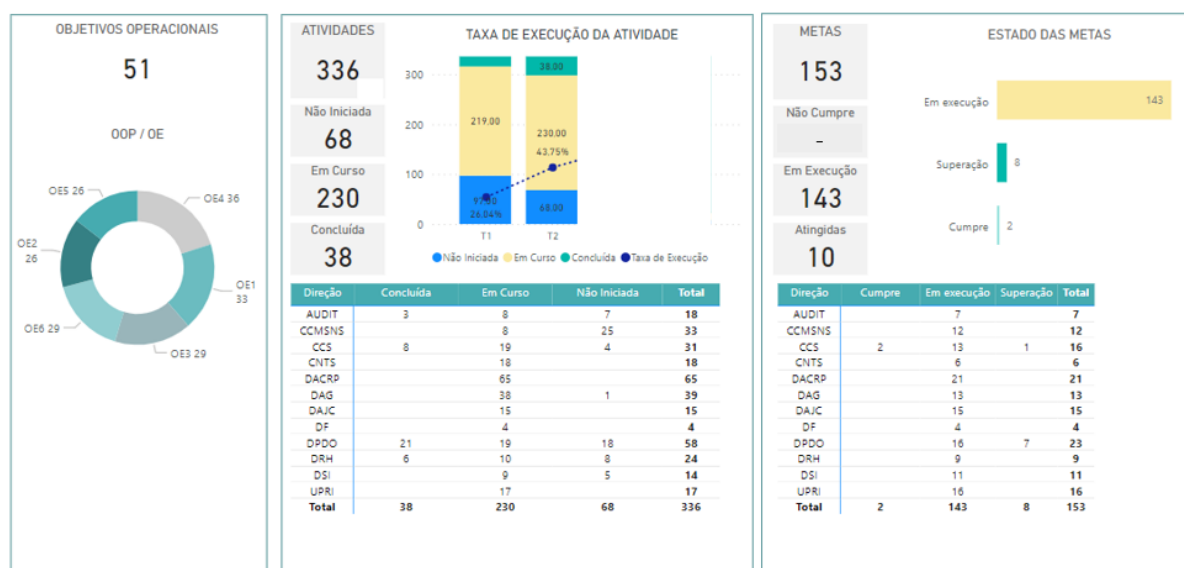 OBJETIVOS OPERACIONAIS
51
OOP / OE
OE5 26
OE4 36
OE2
26
OE1
33
OE6 29
OE3 29
ATIVIDADES
336
Não Iniciada
68
Em Curso
230
Concluída
38
TAXA DE EXECUÇÃO DA ATIVIDADE
300
200
100
0
38,00
219,00
230,00
43,75%
97,00
26,04%
68,00
T1 T2
Não Iniciada Em Curso Concluída Taxa de Execução
Direção Concluída Em Curso Não Iniciada Total
AUDIT 3 8 7 18
CCMSNS 8 25 33
CCS 8 19 4 31
CNTS 18 18
DACRP 65 65
DAG 38 1 39
DAJC 15 15
DF 4 4
DPDO 21 19 18 58
DRH 6 10 8 24
DSI 9 5 14
UPRI 17 17
Total 38 230 68 336
METAS
153
Não Cumpre
-
Em Execução
143
Atingidas
10
ESTADO DAS METAS
Em execução 143
Superação 8
Cumpre 2
Direção Cumpre Em execução Superação Total
AUDIT 7 7
CCMSNS 12 12
CCS 2 13 1 16
CNTS 6 6
DACRP 21 21
DAG 13 13
DAJC 15 15
DF 4 4
DPDO 16 7 23
DRH 9 9
DSI 11 11
UPRI 16 16
Total 2 143 8 153